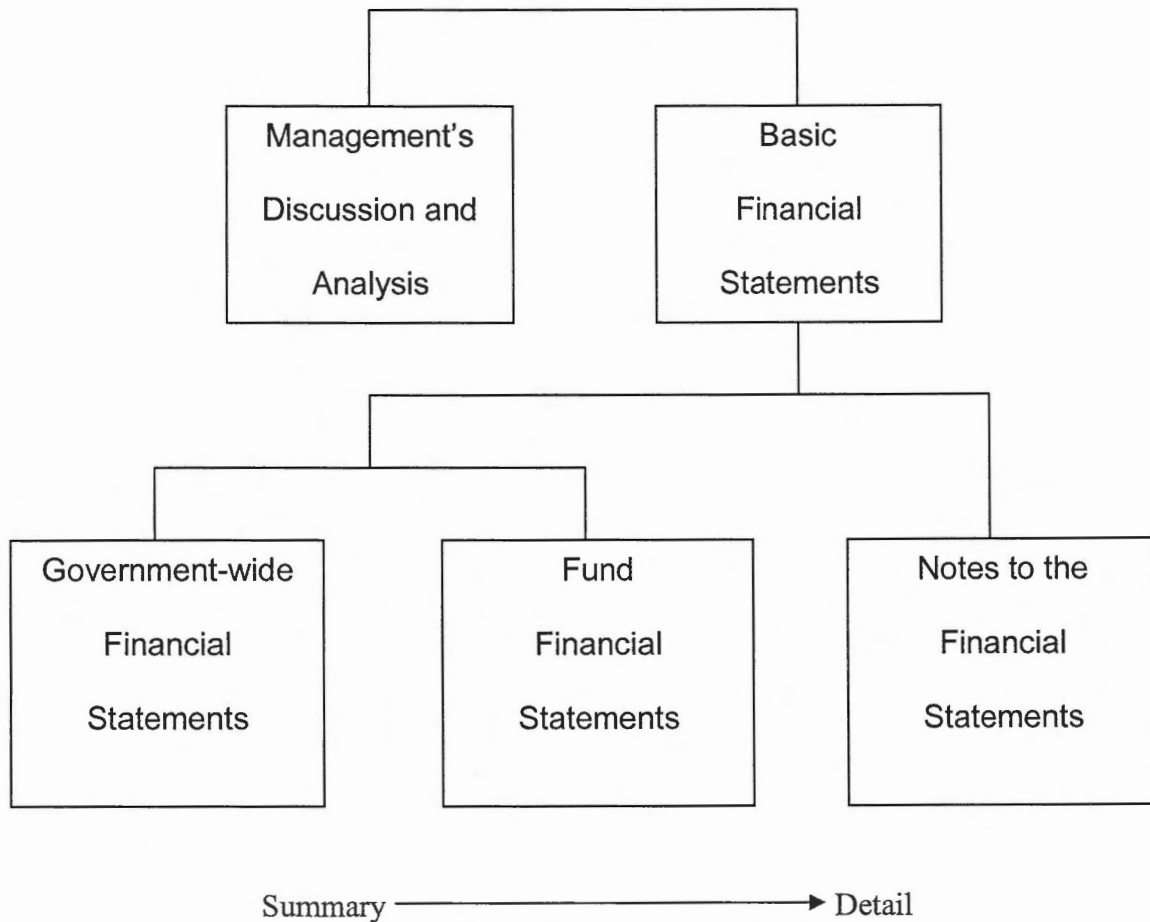 Management's
Discussion and
Analysis
Basic
Financial
Statements
Government-wide
Financial
Statements
Fund
Financial
Statements
Notes to the
Financial
Statements
Summary Detail